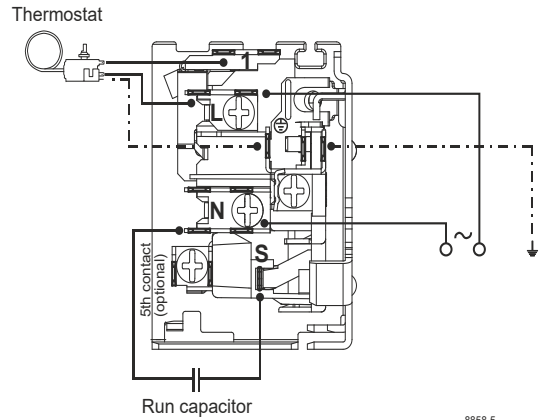 Thermostat
1
L
N
~
S
5th contact
(optional)
Run capacitor
8858.5